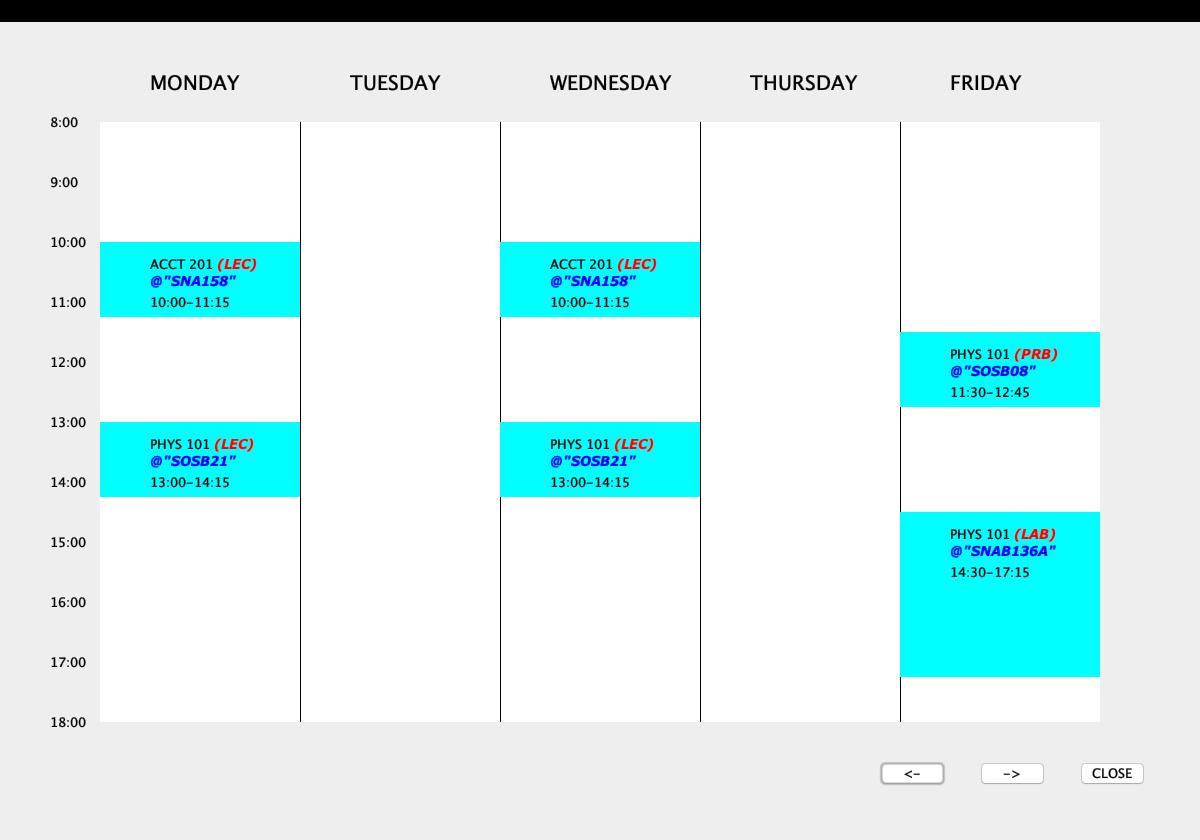 MONDAY TUESDAY WEDNESDAY THURSDAY FRIDAY
8:00
9:00
10:00
ACCT 201 (LEC) ACCT 201 (LEC)
@"SNA158" @"SNA158"
11:00 10:00-11:15 10:00-11:15
PHYS 101 (PRB)
12:00
@"SOSB08"
11:30-12:45
13:00
PHYS 101 (LEC) PHYS 101 (LEC)
@"SOSB21" @"SOSB21"
14:00 13:00-14:15 13:00-14:15
PHYS 101 (LAB)
15:00
@"SNAB136A"
14:30-17:15
16:00
17:00
18:00
<- -> CLOSE